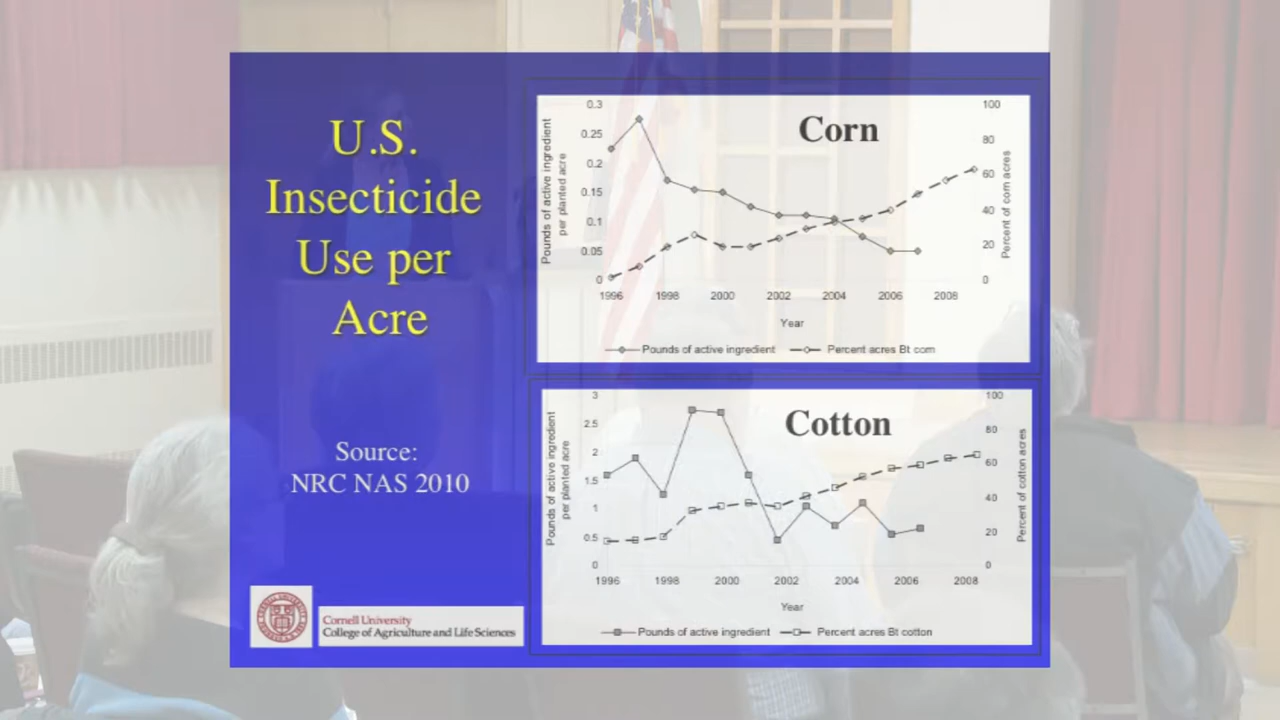 U.S.
Insecticide
Use per
Acre
Source:
NRC NAS 2010
Cornell University
College of Agriculture and Life Sciences
Corn
Pounds of active ingredient
per planted acre
0.3
0.25
0.2
0.15
0.1
0.05
0
100
80
60
40
20
0
Percent of corn acres
1996 1998 2000 2002 2004 2006 2008
Year
Pounds of active ingredient Percent acres Bt corn
Cotton
Pounds of active ingredient
per planted acre
3
2.5
2
1.5
1
0.5
0
100
80
60
40
20
0
Percent of cotton acres
1996 1998 2000 2002 2004 2006 2008
Year
Pounds of active ingredient Percent acres Bt cotton